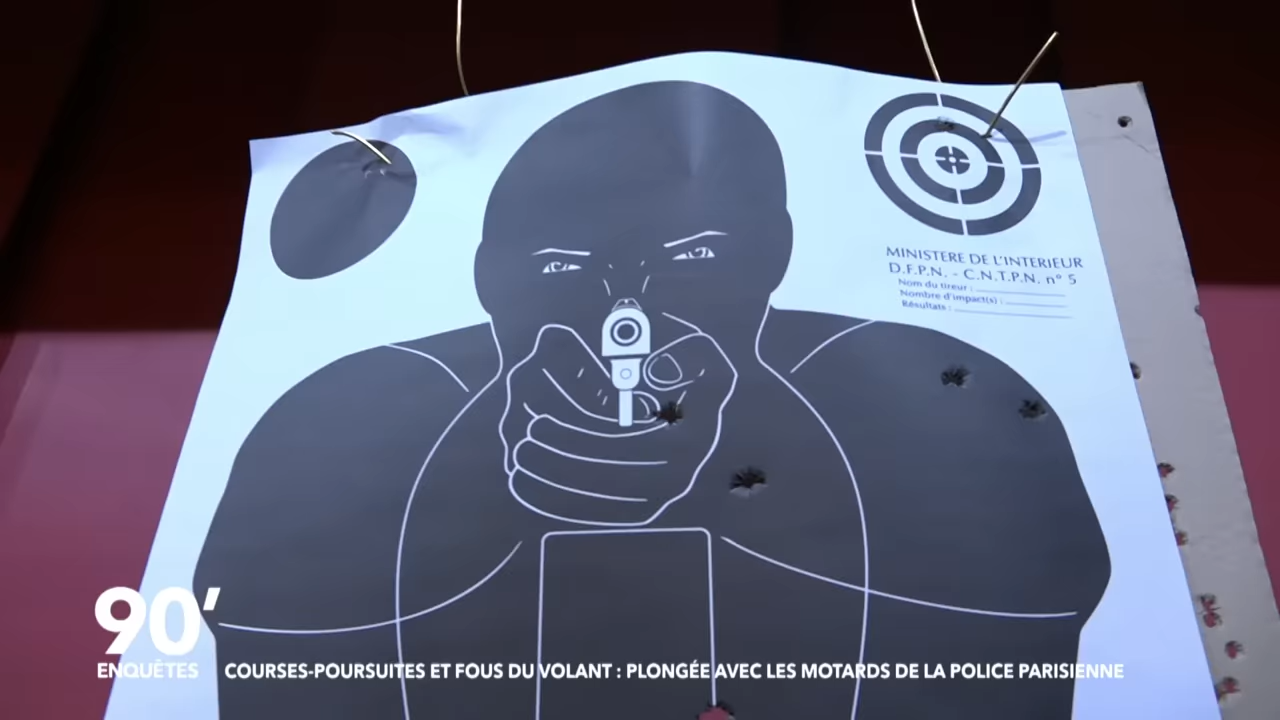 MINISTERE DE L'INTERIEUR
D.F.P.N. - C.N.T.P.N. n° 5
Nom du tireur :
Nombre d'impact(s) :
Résultats :
90'
ENQUÊTES
COURSES-POURSUITES ET FOUS DU VOLANT : PLONGÉE AVEC LES MOTARDS DE LA POLICE PARISIENNE